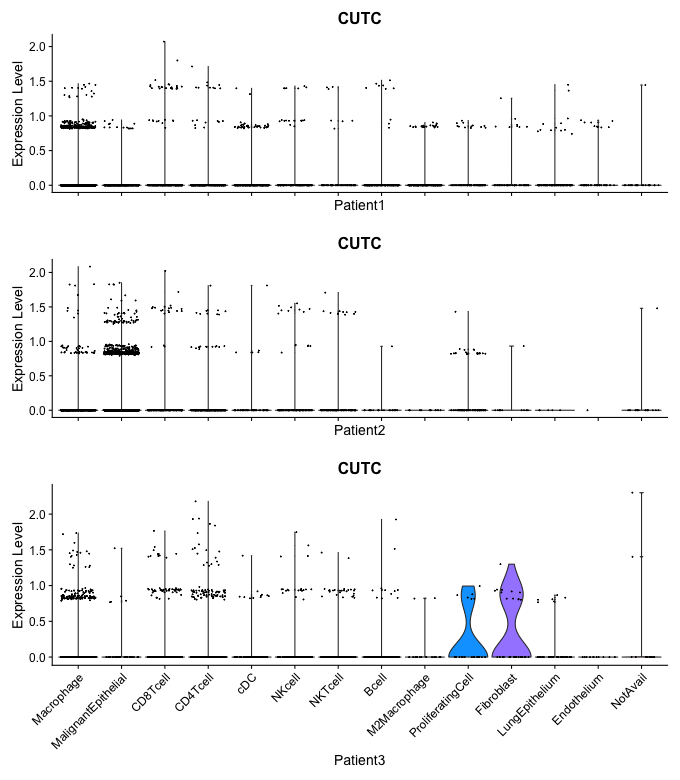 CUTC
Expression Level
2.0
1.5
1.0
0.5
0.0
Patient1
CUTC
Expression Level
2.0
1.5
1.0
0.5
0.0
Patient2
CUTC
Expression Level
2.0
1.5
1.0
0.5
0.0
Macrophage
MalignantEpithelial
CD8Tcell
CD4Tcell
cDC
NKcell
NKTcell
Bcell
M2Macrophage
ProliferatingCell
Fibroblast
LungEpithelium
Endothelium
NotAvail
Patient3